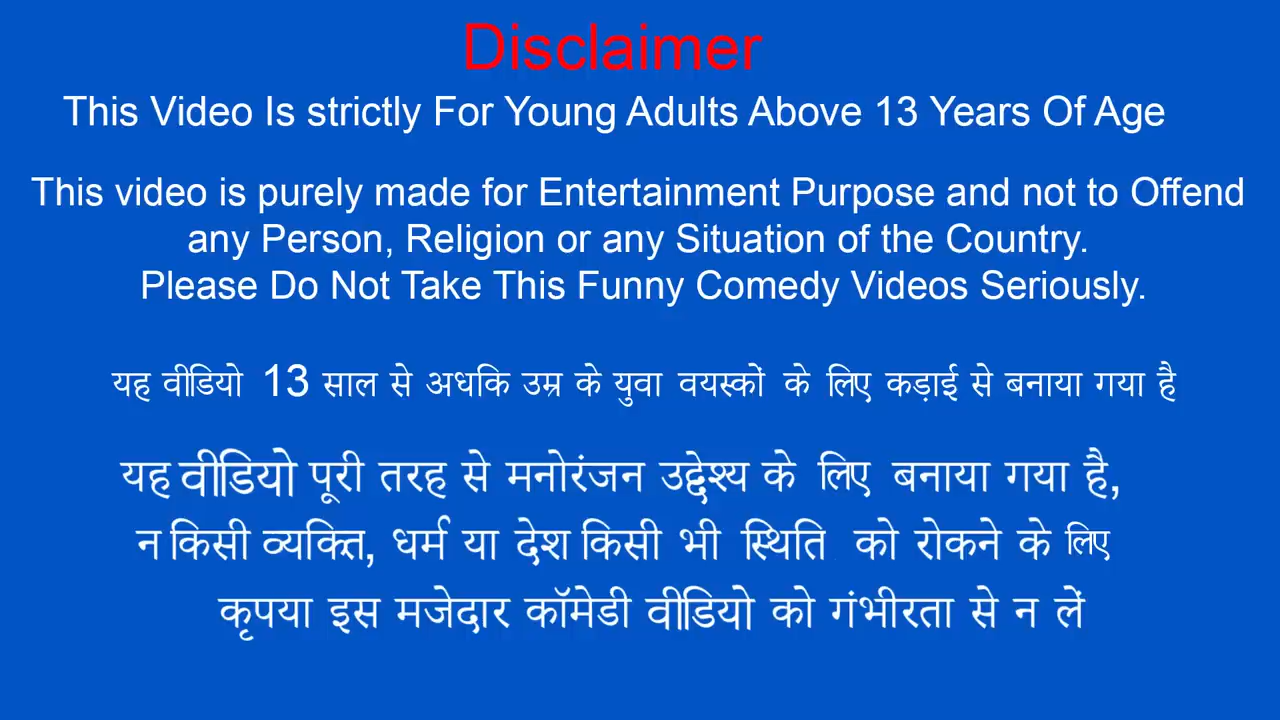 Disclaimer
This Video Is strictly For Young Adults Above 13 Years Of Age
This video is purely made for Entertainment Purpose and not to Offend
any Person, Religion or any Situation of the Country.
Please Do Not Take This Funny Comedy Videos Seriously.
यह वीडियो 13 साल से अधकि उम्र के युवा वयस्कों के लिए कड़ाई से बनाया गया है
यह वीडियो पूरी तरह से मनोरंजन उद्देश्य के लिए बनाया गया है,
न किसी व्यक्ति, धर्म या देश किसी भी स्थिति को रोकने के लिए
कृपया इस मजेदार कॉमेडी वीडियो को गंभीरता से न लें